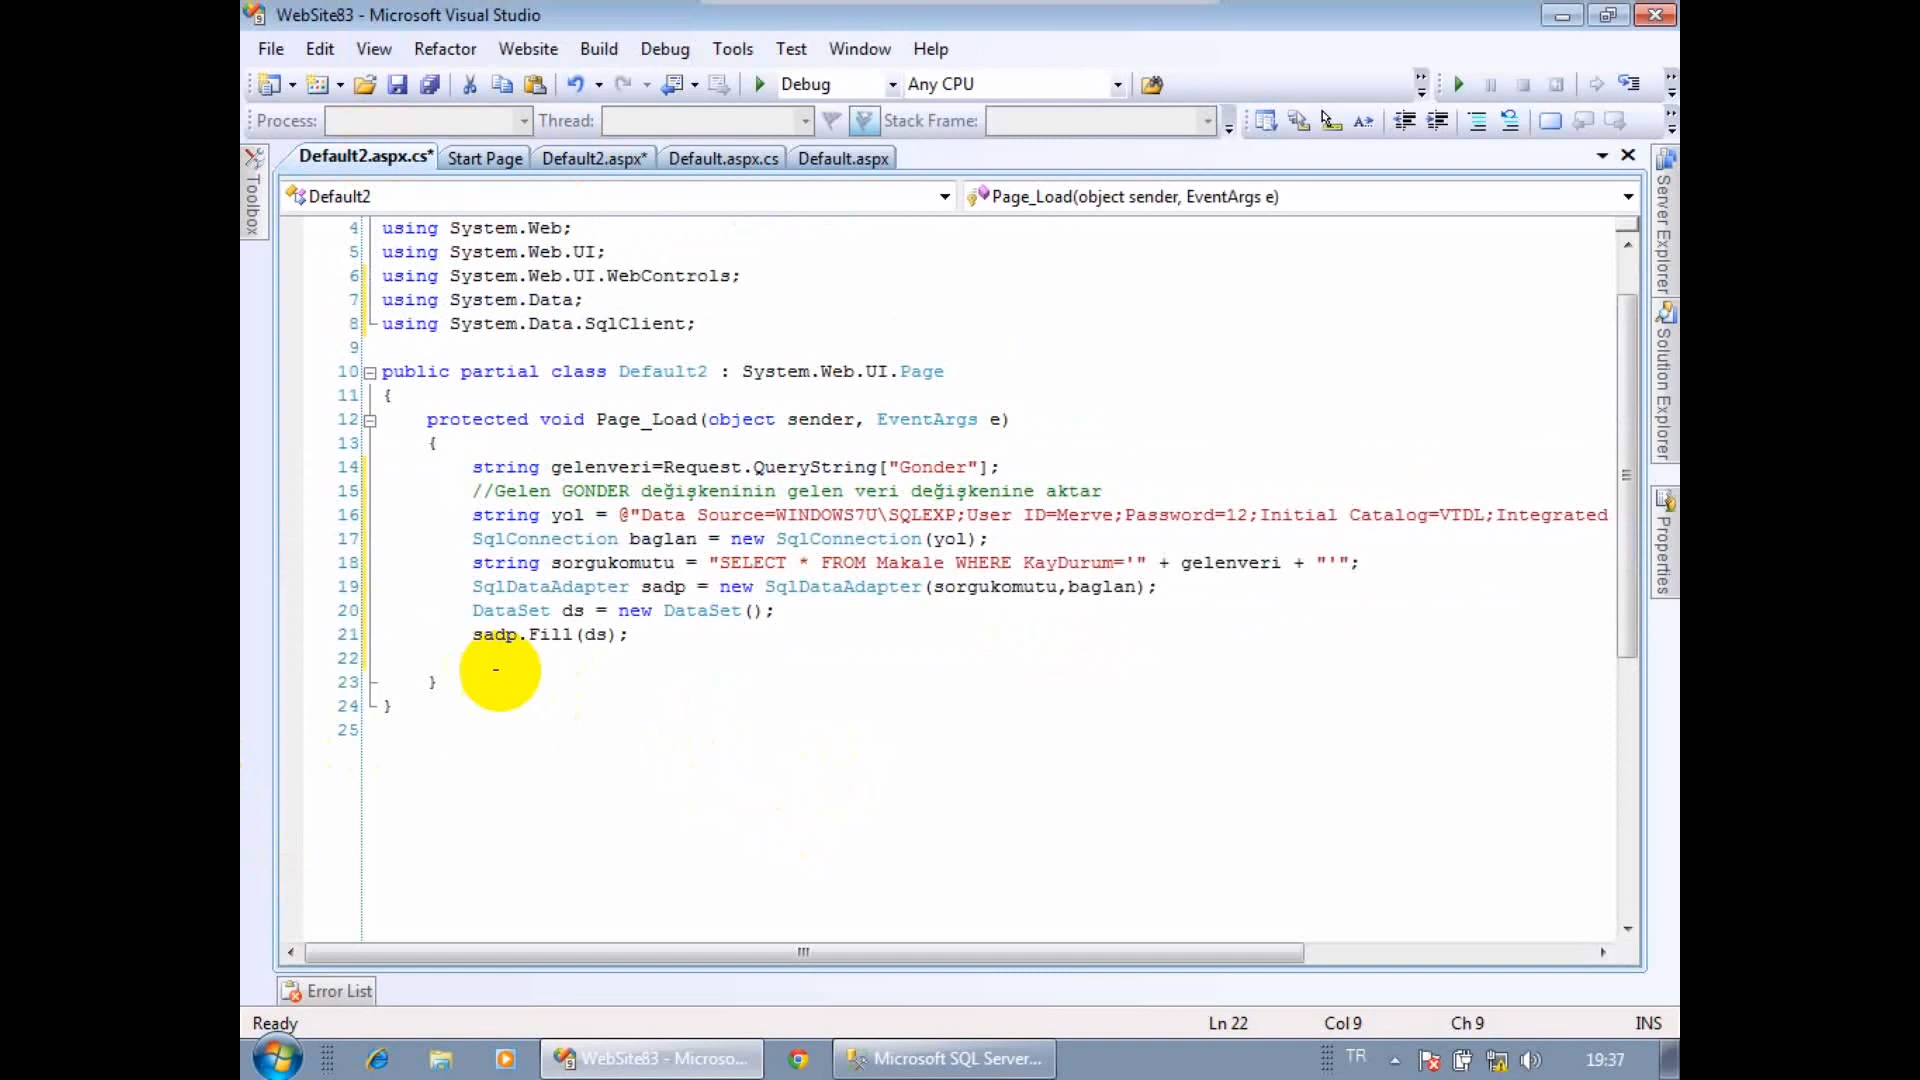 WebSite83 - Microsoft Visual Studio
File Edit View Refactor Website Build Debug Tools Test Window Help
Debug Any CPU
Process: Thread: Stack Frame:
Default2.aspx.cs* Start Page Default2.aspx* Default.aspx.cs Default.aspx
Toolbox
Default2 Page_Load(object sender, EventArgs e)
4 using System.Web;
5 using System.Web.UI;
6 using System.Web.UI.WebControls;
7 using System.Data;
8 using System.Data.SqlClient;
9
10 public partial class Default2 : System.Web.UI.Page
11 {
12 protected void Page_Load(object sender, EventArgs e)
13 {
14 string gelenveri=Request.QueryString["Gonder"];
15 //Gelen GONDER değişkeninin gelen veri değişkenine aktar
16 string yol = @"Data Source=WINDOWS7U\SQLEXP;User ID=Merve;Password=12;Initial Catalog=VTDL;Integrated
17 SqlConnection baglan = new SqlConnection(yol);
18 string sorgukomutu = "SELECT * FROM Makale WHERE KayDurum='" + gelenveri + "'";
19 SqlDataAdapter sadp = new SqlDataAdapter(sorgukomutu,baglan);
20 DataSet ds = new DataSet();
21 sadp.Fill(ds);
22
23 }
24 }
25
Server Explorer
Solution Explorer
Properties
Error List
Ready Ln 22 Col 9 Ch 9 INS
WebSite83 - Microso... Microsoft SQL Server... TR 19:37